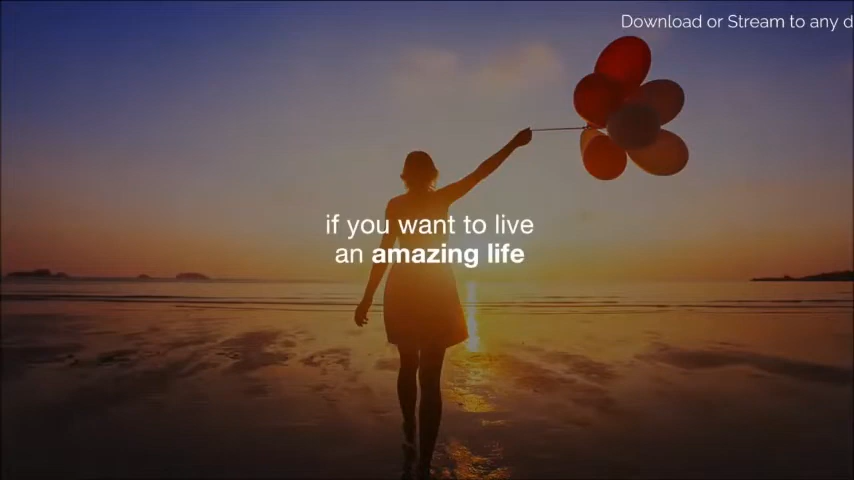 Download or Stream to any d
if you want to live
an amazing life